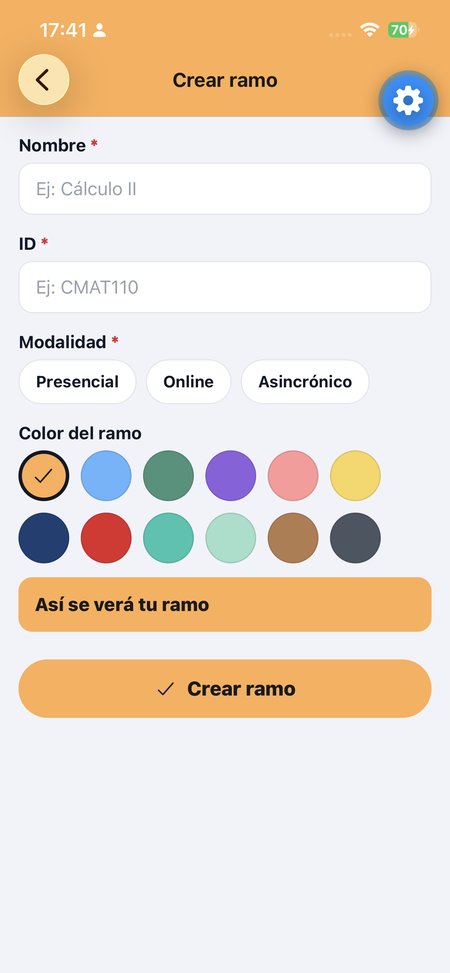 17:41
70
Crear ramo
Nombre *
Ej: Cálculo II
ID *
Ej: CMAT110
Modalidad *
Presencial Online Asincrónico
Color del ramo
Así se verá tu ramo
Crear ramo